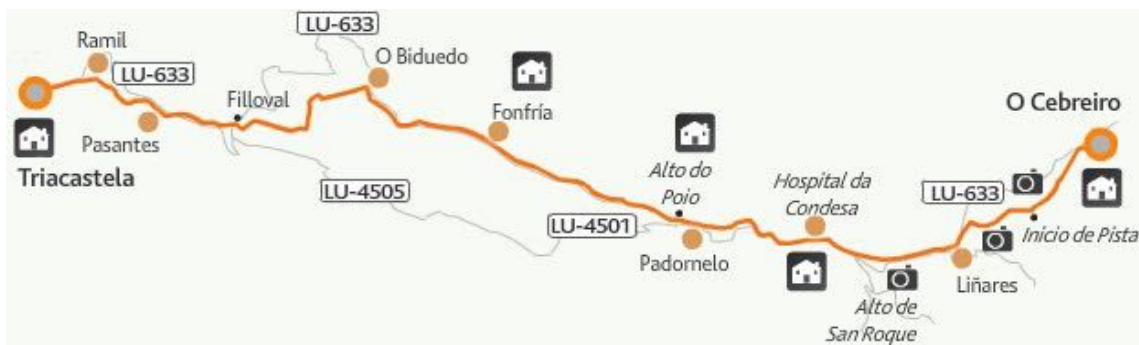 LU-633
Ramil
O Biduedo
LU-633
Filloval
Fonfría
O Cebreiro
Pasantes
Triacastela
Alto do
Poio
Hospital da
Condesa
LU-4505
LU-633
LU-4501
Inicio de Pista
Padornelo
Liñares
Alto de
San Roque